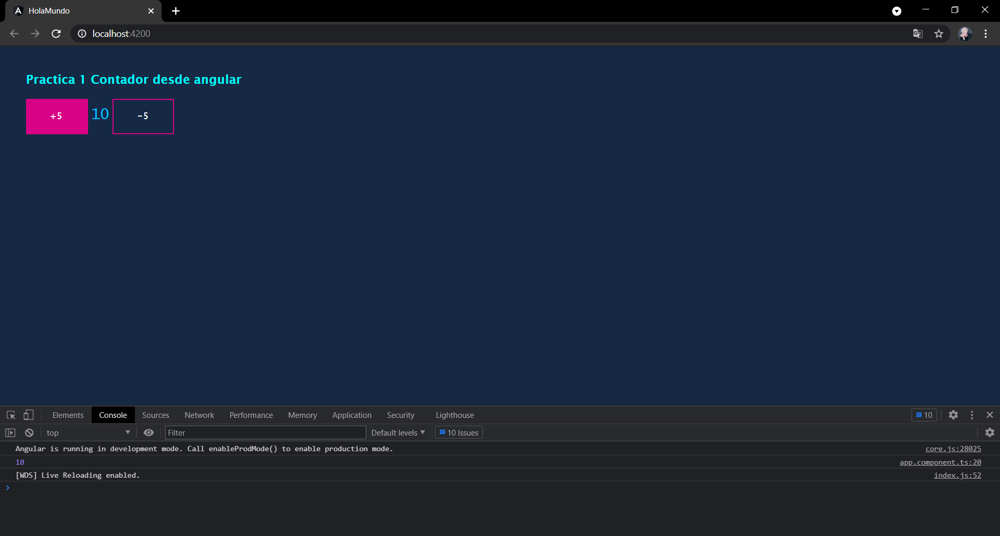 HolaMundo
localhost:4200
Practica 1 Contador desde angular
+5 10 -5
Elements Console Sources Network Performance Memory Application Security Lighthouse 10
top Filter Default levels 10 Issues
Angular is running in development mode. Call enableProdMode() to enable production mode. core.js:28025
10 app.component.ts:20
[WDS] Live Reloading enabled. index.js:52